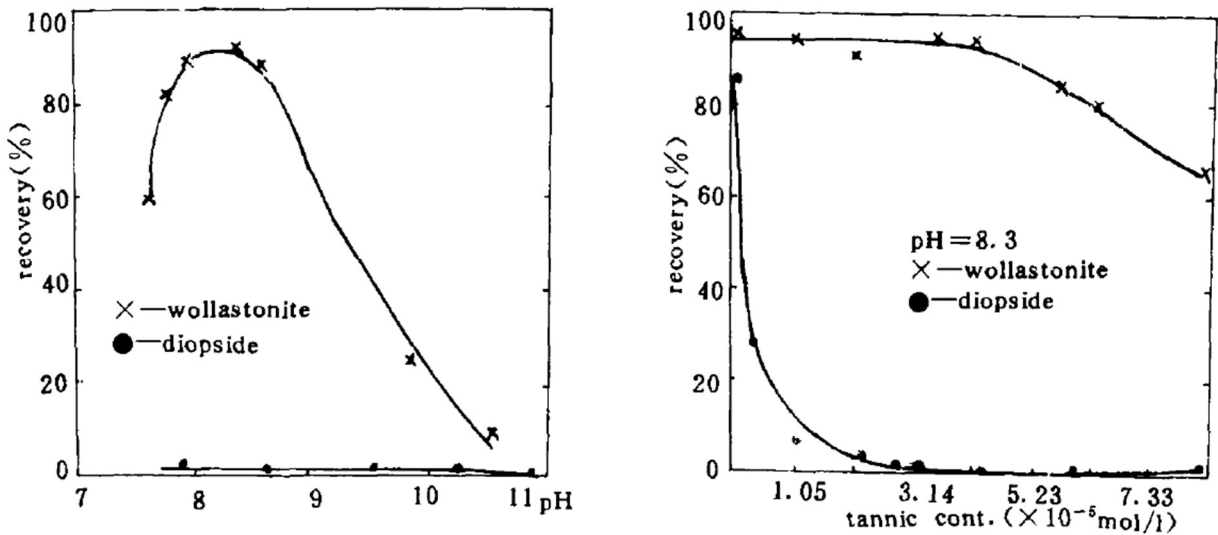 100
80
60
40
20
0
recovery(%)
×—wollastonite
●—diopside
7 8 9 10 11 pH
100
80
60
40
20
0
recovery(%)
pH=8.3
×—wollastonite
●—diopside
1.05 3.14 5.23 7.33
tannic cont.(×10⁻⁵mol/l)